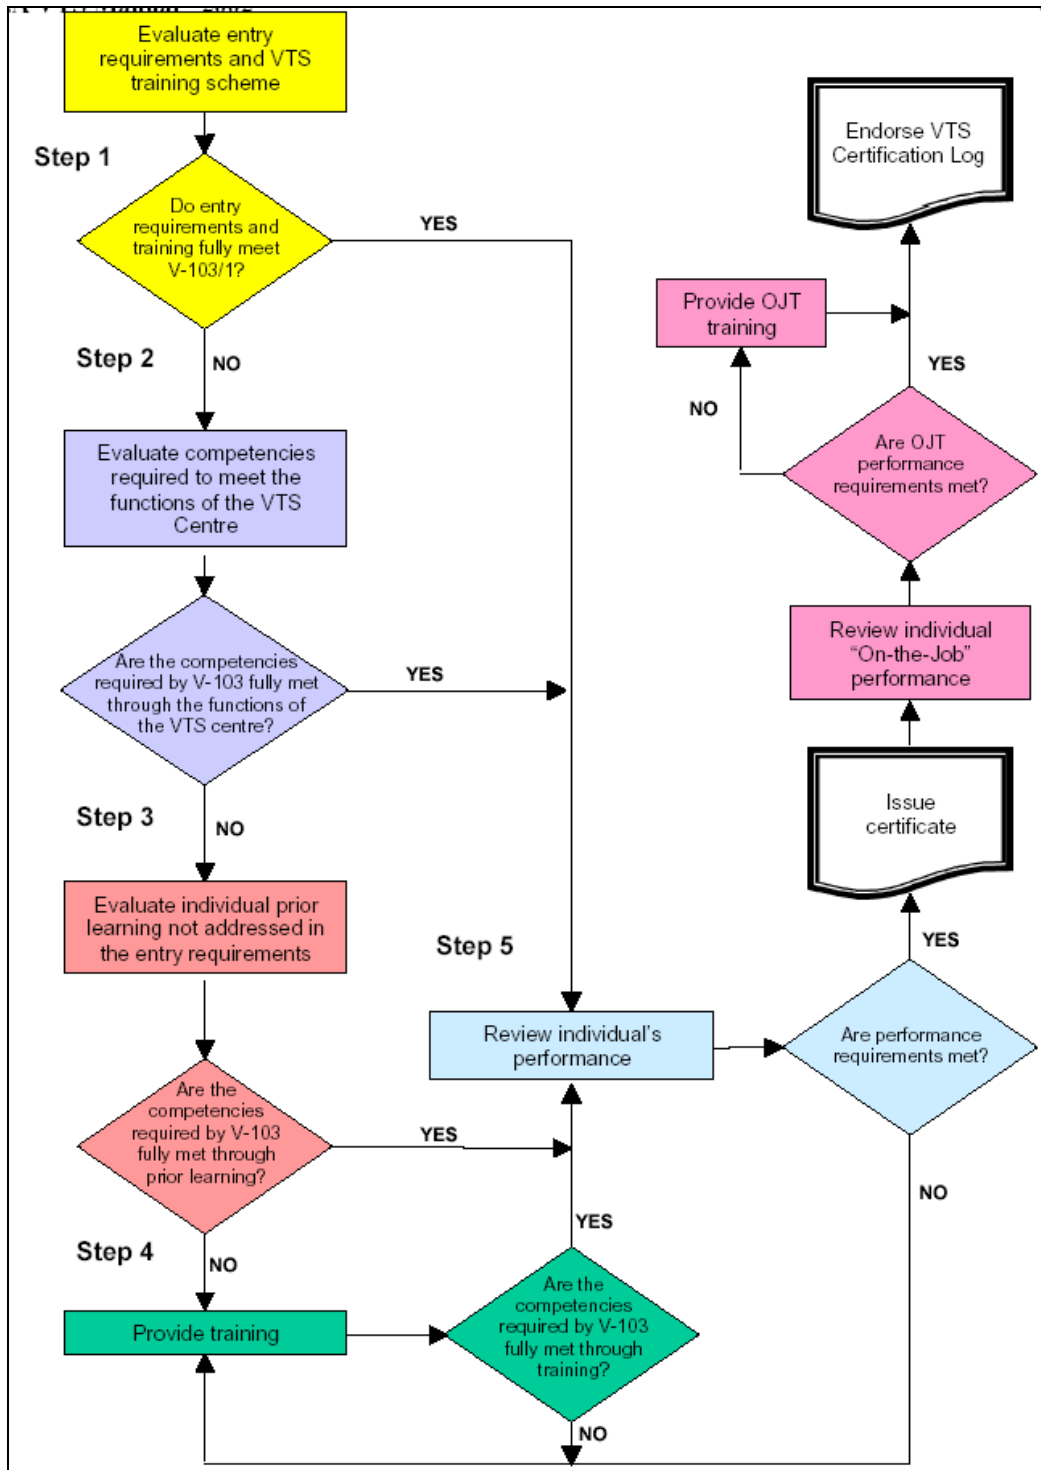 Evaluate entry
requirements and VTS
training scheme
Step 1
Do entry
requirements and
training fully meet
V-103/1?
YES
Step 2
NO
Evaluate competencies
required to meet the
functions of the VTS
Centre
Are the competencies
required by V-103 fully met
through the functions of
the VTS centre?
YES
Step 3
NO
Evaluate individual prior
learning not addressed in
the entry requirements
Are the
competencies
required by V-103
fully met through
prior learning?
YES
Step 4
NO
Provide training
Are the
competencies
required by V-103
fully met through
training?
YES
NO
Step 5
Review individual's
performance
Are performance
requirements met?
NO
YES
Issue
certificate
Review individual
“On-the-Job”
performance
Are OJT
performance
requirements met?
NO
Provide OJT
training
YES
Endorse VTS
Certification Log